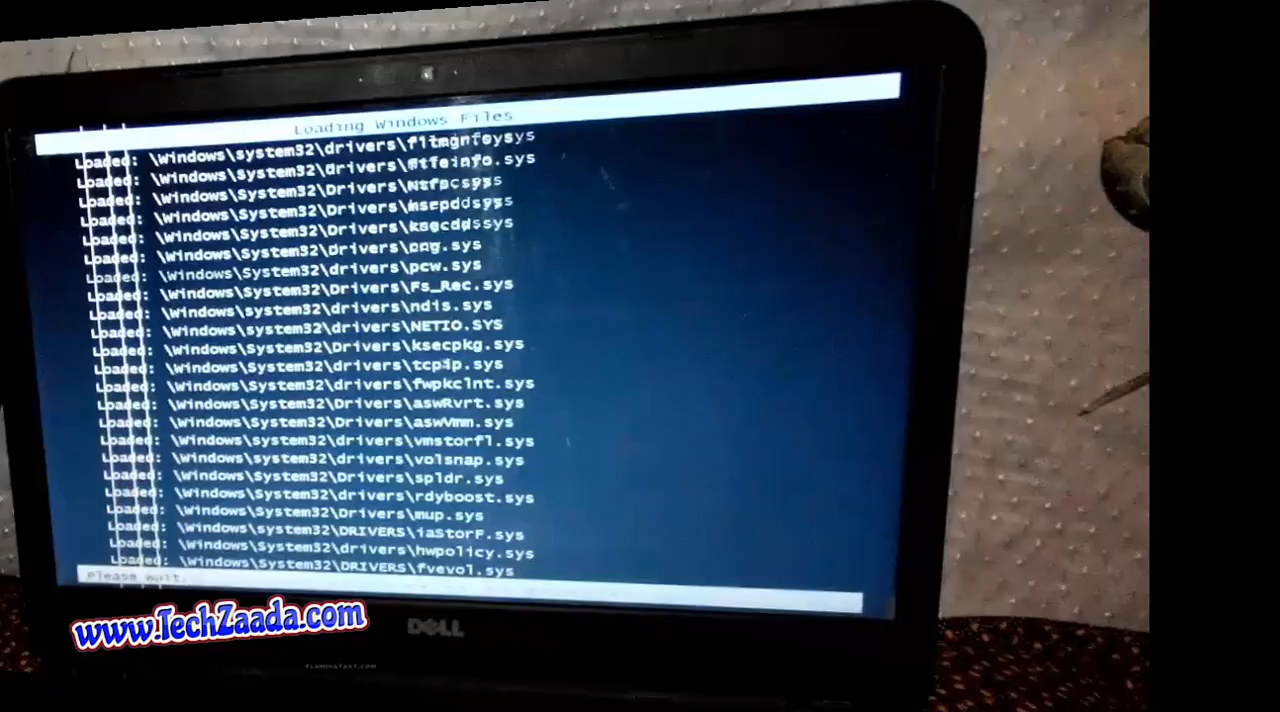 Loading Windows Files
Loaded: \Windows\system32\drivers\
Loaded: \Windows\system32\drivers\
Loaded: \Windows\System32\Drivers\
Loaded: \Windows\System32\Drivers\
Loaded: \Windows\System32\Drivers\
Loaded: \Windows\System32\Drivers\cng.sys
Loaded: \Windows\System32\drivers\pcw.sys
Loaded: \Windows\System32\Drivers\Fs_Rec.sys
Loaded: \Windows\System32\drivers\ndis.sys
Loaded: \Windows\System32\drivers\NETIO.SYS
Loaded: \Windows\System32\Drivers\ksecpkg.sys
Loaded: \Windows\System32\drivers\tcpip.sys
Loaded: \Windows\System32\drivers\fwpkclnt.sys
Loaded: \Windows\System32\Drivers\aswRvrt.sys
Loaded: \Windows\System32\Drivers\aswVmm.sys
Loaded: \Windows\system32\drivers\vmstorfl.sys
Loaded: \Windows\system32\drivers\volsnap.sys
Loaded: \Windows\System32\Drivers\spldr.sys
Loaded: \Windows\System32\drivers\rdyboost.sys
Loaded: \Windows\System32\Drivers\mup.sys
Loaded: \Windows\system32\DRIVERS\iaStorF.sys
Loaded: \Windows\System32\drivers\hwpolicy.sys
Loaded: \Windows\System32\DRIVERS\fvevol.sys
Please wait.
www.TechZaada.com
DELL
FLAMINGTEXT.COM